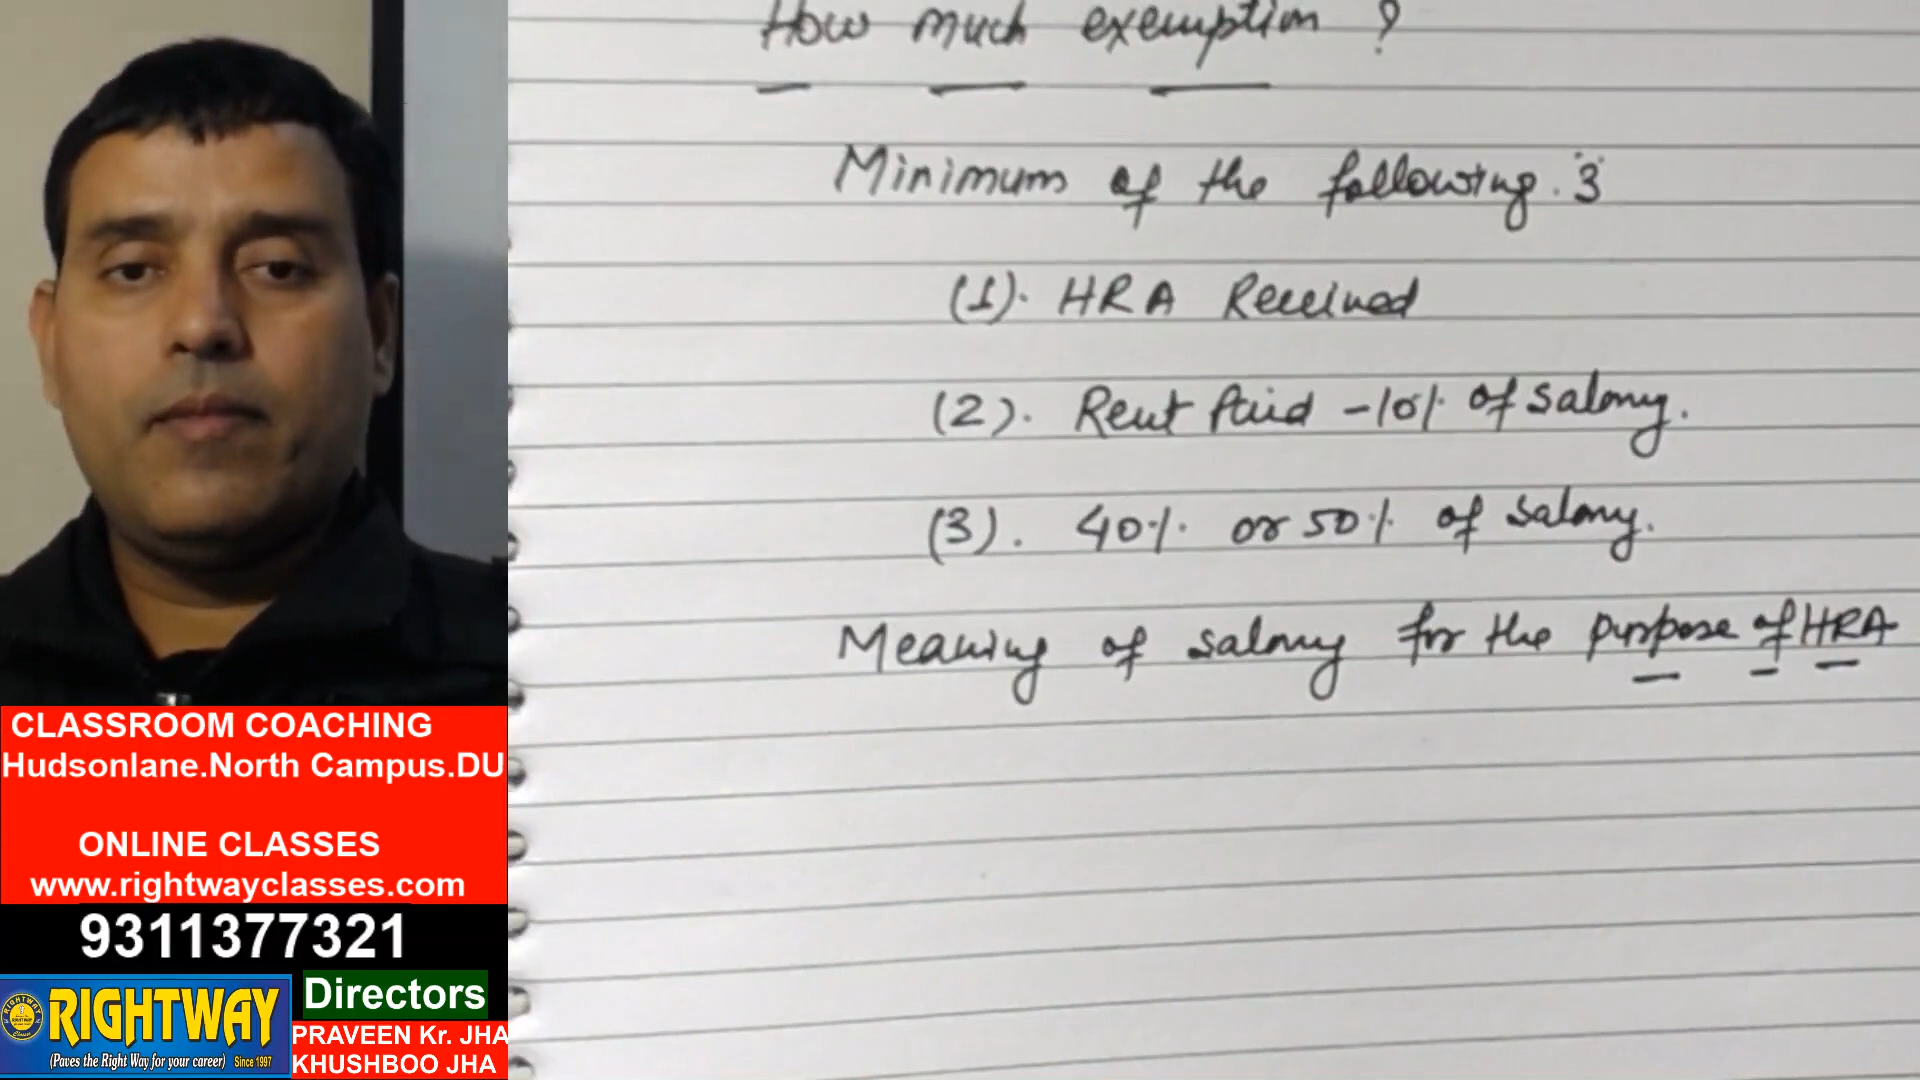 How much exemption ?
Minimum of the following 3
(1). HRA Received
(2). Rent Paid -10% of salary.
(3). 40% or 50% of salary.
Meaning of salary for the purpose of HRA
CLASSROOM COACHING
Hudsonlane.North Campus.DU
ONLINE CLASSES
www.rightwayclasses.com
9311377321
RIGHTWAY
(Paves the Right Way for your career) Since 1997
Directors
PRAVEEN Kr. JHA
KHUSHBOO JHA